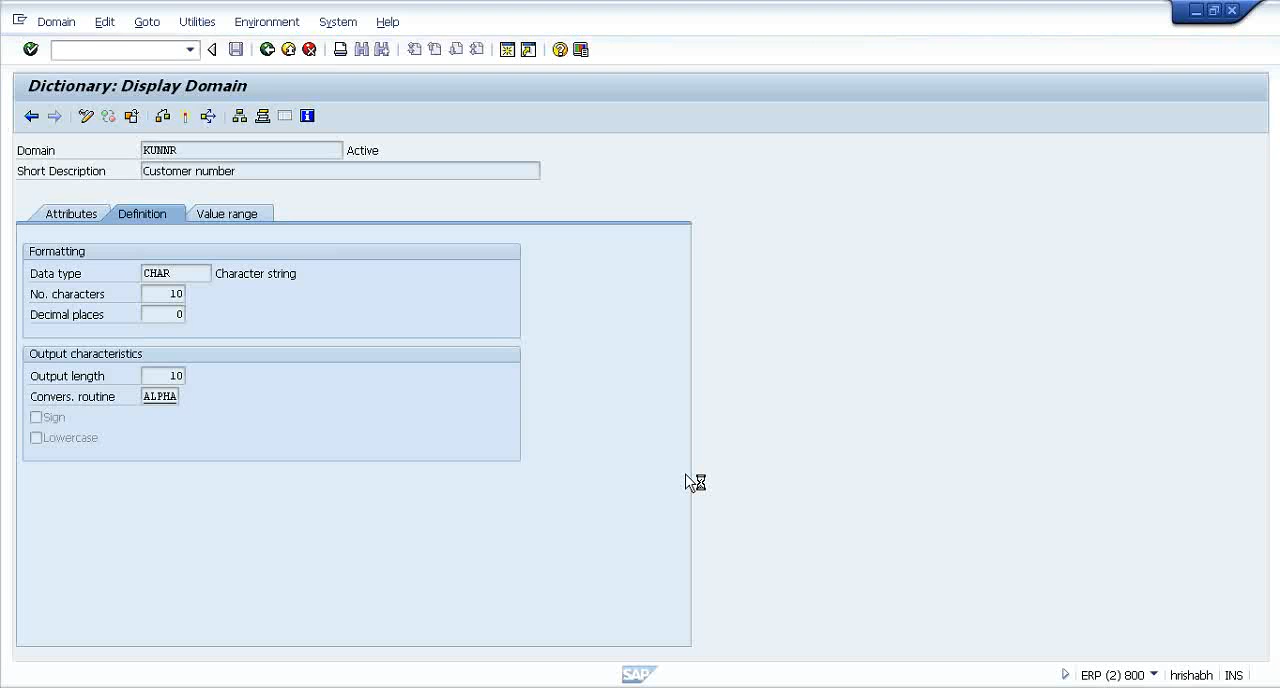 Domain Edit Goto Utilities Environment System Help
Dictionary: Display Domain
Domain KUNNR Active
Short Description Customer number
Attributes Definition Value range
Formatting
Data type CHAR Character string
No. characters 10
Decimal places 0
Output characteristics
Output length 10
Convers. routine ALPHA
Sign
Lowercase
SAP ERP (2) 800 hrishabh INS